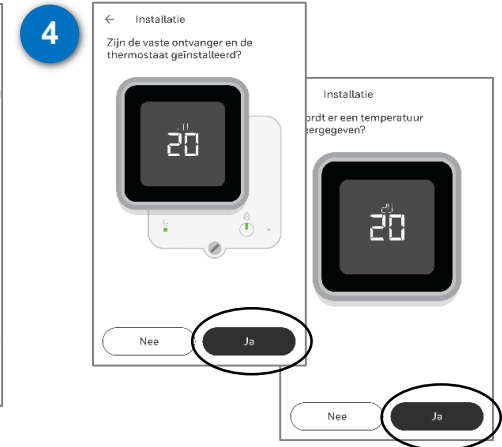 4
Installatie
Zijn de vaste ontvanger en de
thermostaat geïnstalleerd?
20
Nee
Ja
Installatie
ordt er een temperatuur
eergegeven?
20
Nee
Ja